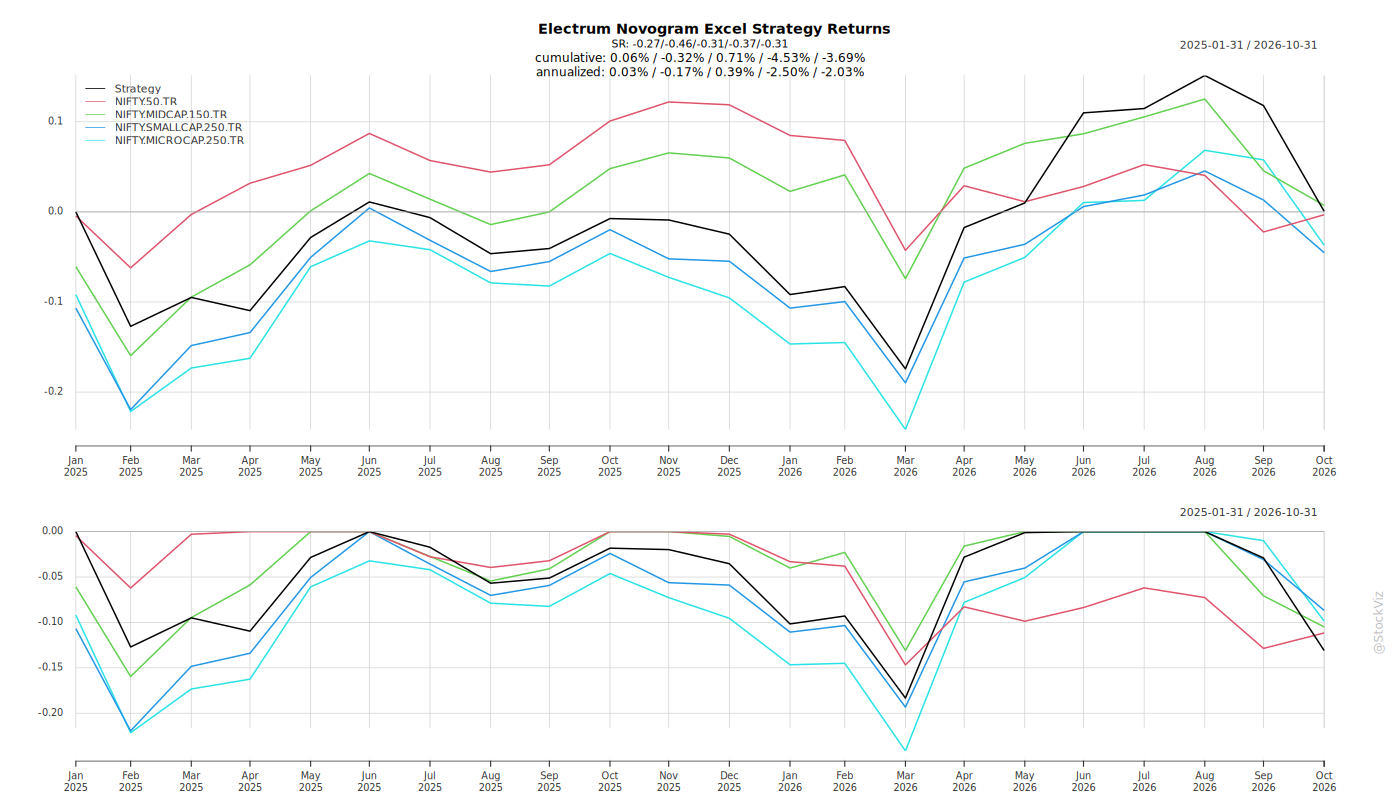 Electrum Novogram Excel Strategy Returns
SR: -0.27/-0.46/-0.31/-0.37/-0.31
cumulative: 0.06% / -0.32% / 0.71% / -4.53% / -3.69%
annualized: 0.03% / -0.17% / 0.39% / -2.50% / -2.03%
2025-01-31 / 2026-10-31
Strategy
NIFTY.50.TR
NIFTY.MIDCAP.150.TR
NIFTY.SMALLCAP.250.TR
NIFTY.MICROCAP.250.TR
0.1
0.0
-0.1
-0.2
Jan Feb Mar Apr May Jun Jul Aug Sep Oct Nov Dec Jan Feb Mar Apr May Jun Jul Aug Sep Oct
2025 2025 2025 2025 2025 2025 2025 2025 2025 2025 2025 2025 2026 2026 2026 2026 2026 2026 2026 2026 2026 2026
2025-01-31 / 2026-10-31
0.00
-0.05
-0.10
-0.15
-0.20
Jan Feb Mar Apr May Jun Jul Aug Sep Oct Nov Dec Jan Feb Mar Apr May Jun Jul Aug Sep Oct
2025 2025 2025 2025 2025 2025 2025 2025 2025 2025 2025 2025 2026 2026 2026 2026 2026 2026 2026 2026 2026 2026
@StockViz